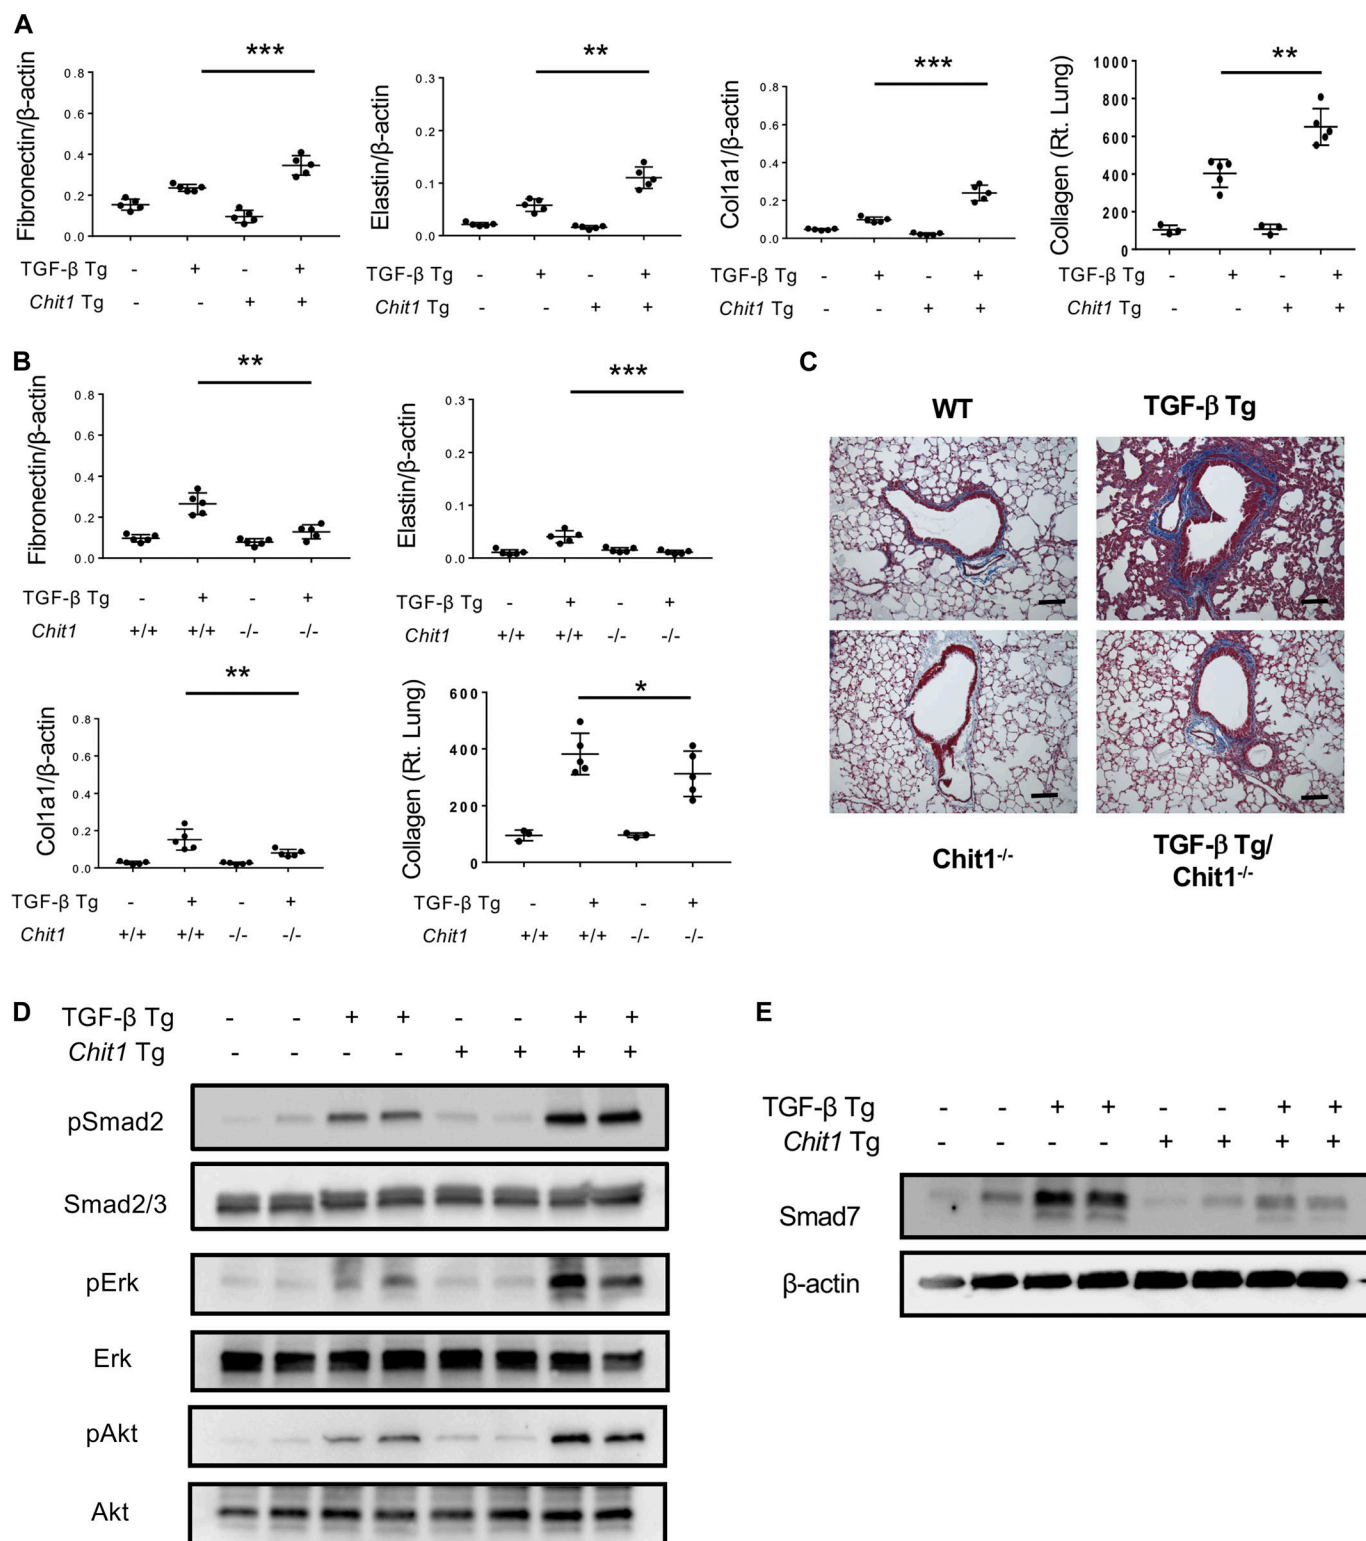 A
*** ** *** **
Fibronectin/β-actin
0.8
0.4
0.2
0.0
Elastin/β-actin
0.3
0.1
0.0
Col1a1/β-actin
0.8
0.6
0.4
0.2
0.0
Collagen (Rt. Lung)
1000
800
600
400
200
0
TGF-β Tg - + - +
Chit1 Tg - - + +
TGF-β Tg - + - +
Chit1 Tg - - + +
TGF-β Tg - + - +
Chit1 Tg - - + +
TGF-β Tg - + - +
Chit1 Tg - - + +
B
**
Fibronectin/β-actin
0.8
0.6
0.4
0.2
0.0
TGF-β Tg - + - +
Chit1 +/+ +/+ -/- -/-
***
Elastin/β-actin
0.3
0.2
0.1
0.0
TGF-β Tg - + - +
Chit1 +/+ +/+ -/- -/-
**
Col1a1/β-actin
0.8
0.6
0.4
0.2
0.0
TGF-β Tg - + - +
Chit1 +/+ +/+ -/- -/-
*
Collagen (Rt. Lung)
600
400
200
0
TGF-β Tg - + - +
Chit1 +/+ +/+ -/- -/-
C
WT
TGF-β Tg
Chit1-/-
TGF-β Tg/
Chit1-/-
D
TGF-β Tg - - + + - - + +
Chit1 Tg - - - - + + + +
pSmad2
Smad2/3
pErk
Erk
pAkt
Akt
E
TGF-β Tg - - + + - - + +
Chit1 Tg - - - - + + + +
Smad7
β-actin